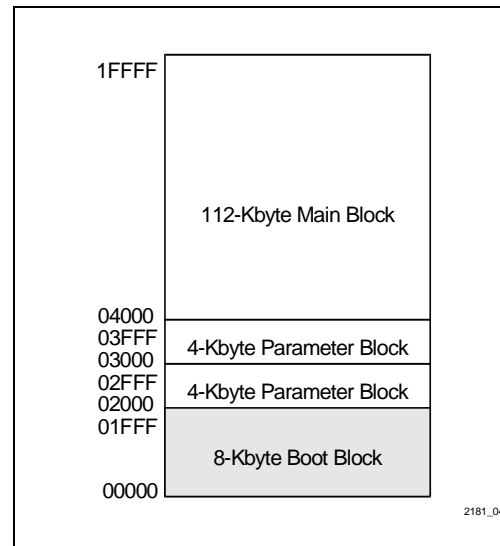 1FFFF
112-Kbyte Main Block
04000
03FFF
4-Kbyte Parameter Block
03000
02FFF
4-Kbyte Parameter Block
02000
01FFF
8-Kbyte Boot Block
00000
2181_04